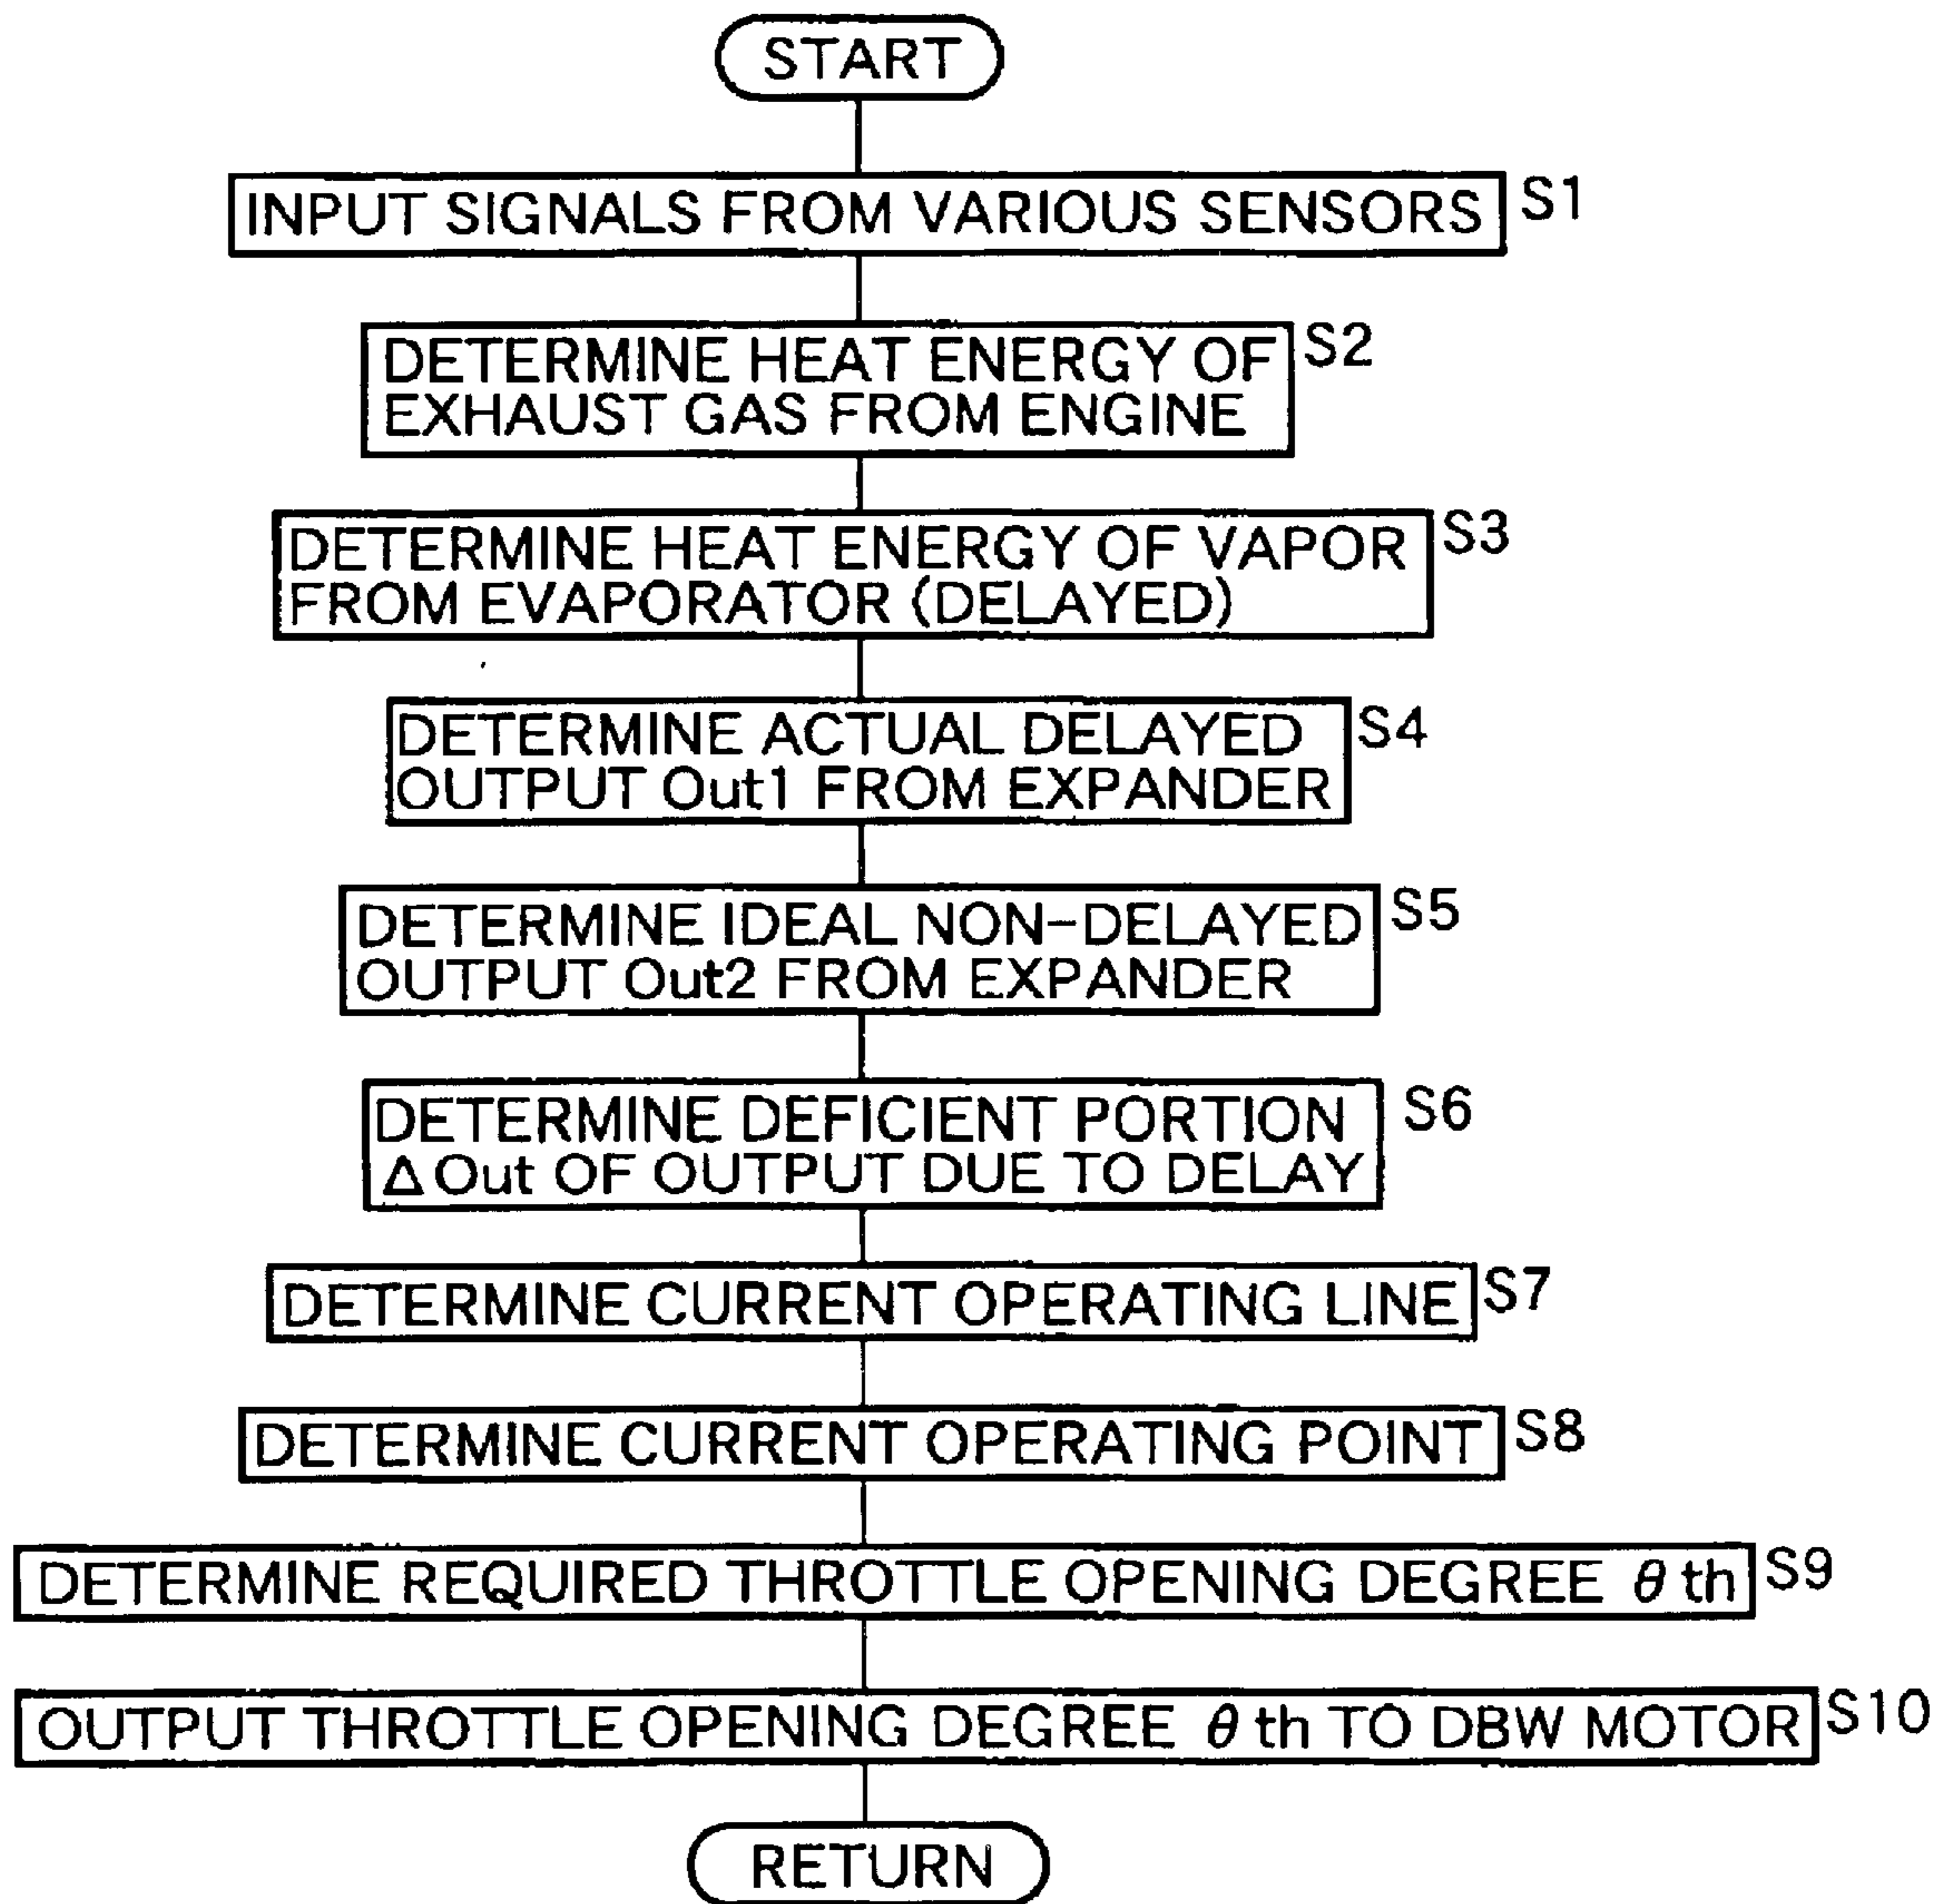 START
INPUT SIGNALS FROM VARIOUS SENSORS S1
DETERMINE HEAT ENERGY OF S2
EXHAUST GAS FROM ENGINE
DETERMINE HEAT ENERGY OF VAPOR S3
FROM EVAPORATOR (DELAYED)
DETERMINE ACTUAL DELAYED S4
OUTPUT Out1 FROM EXPANDER
DETERMINE IDEAL NON-DELAYED S5
OUTPUT Out2 FROM EXPANDER
DETERMINE DEFICIENT PORTION S6
Δ Out OF OUTPUT DUE TO DELAY
DETERMINE CURRENT OPERATING LINE S7
DETERMINE CURRENT OPERATING POINT S8
DETERMINE REQUIRED THROTTLE OPENING DEGREE θ th S9
OUTPUT THROTTLE OPENING DEGREE θ th TO DBW MOTOR S10
RETURN